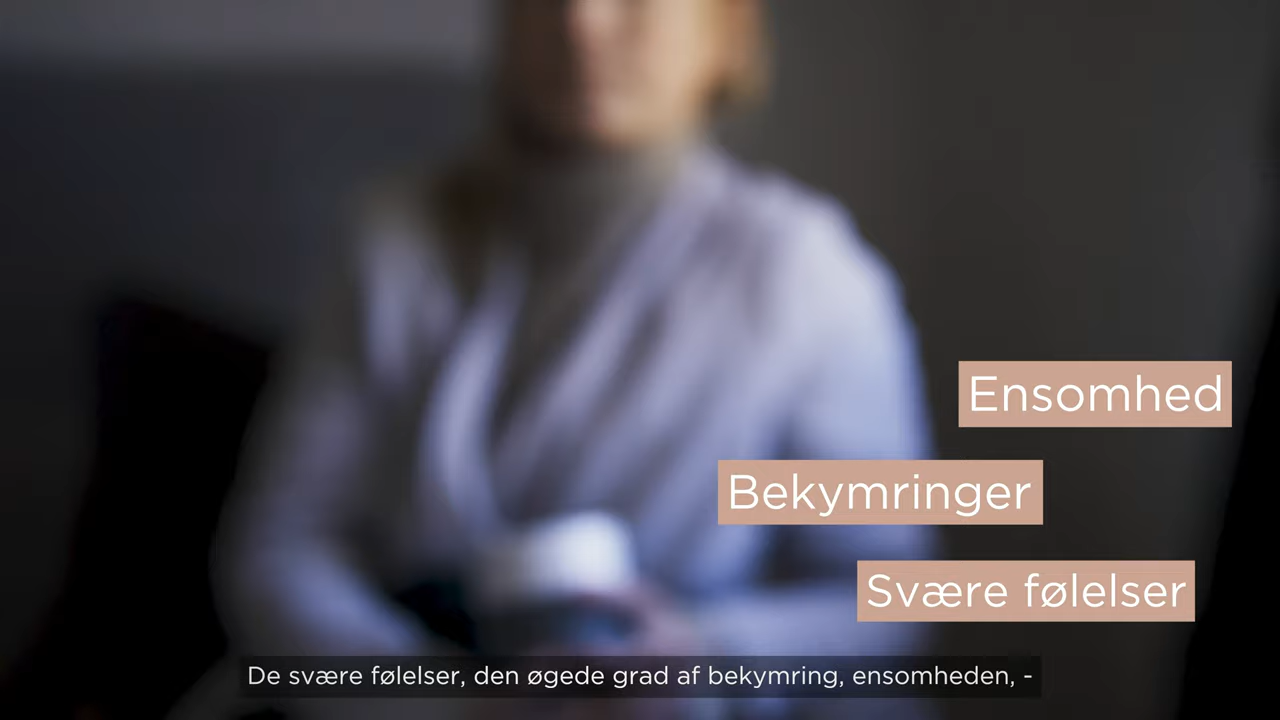 Ensomhed
Bekymringer
Svære følelser
De svære følelser, den øgede grad af bekymring, ensomheden, -